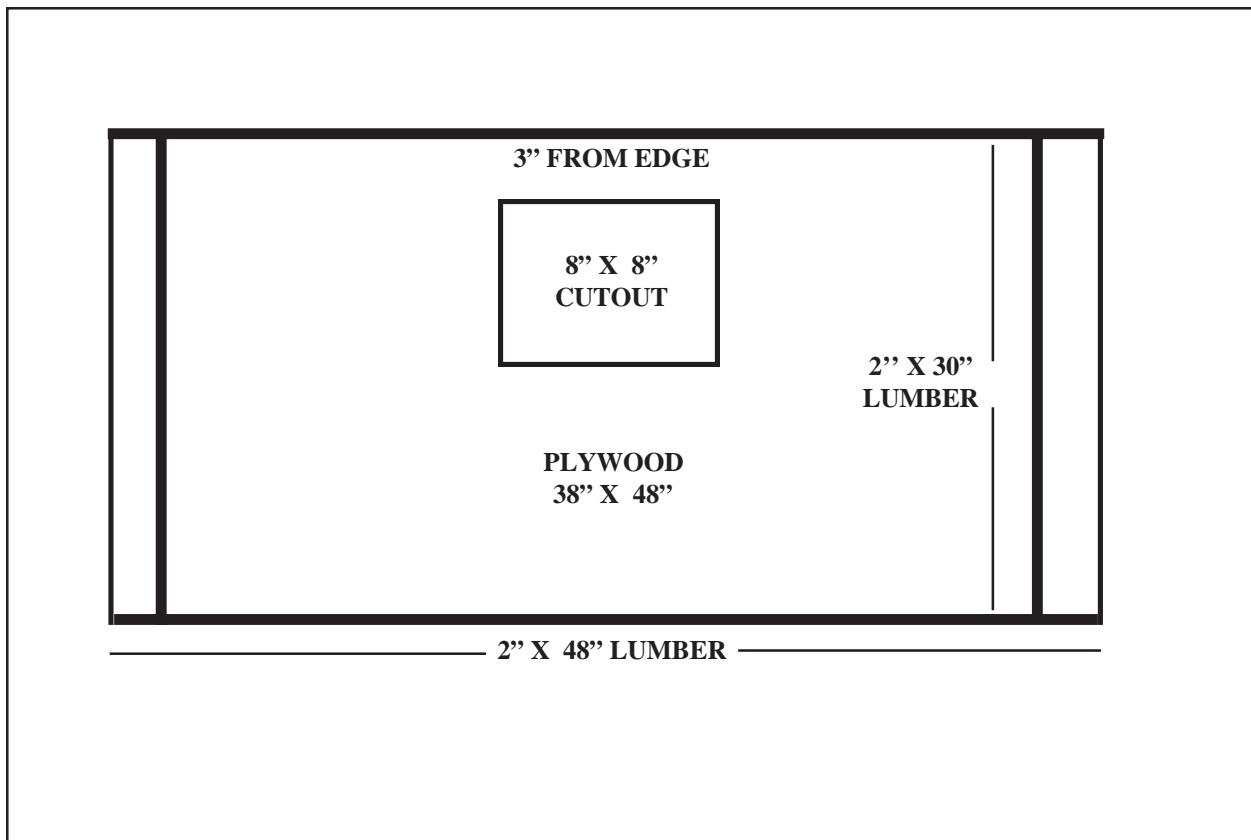 3” FROM EDGE
8” X  8”
CUTOUT
2’’ X 30”
LUMBER
PLYWOOD
38” X  48”
2” X  48” LUMBER